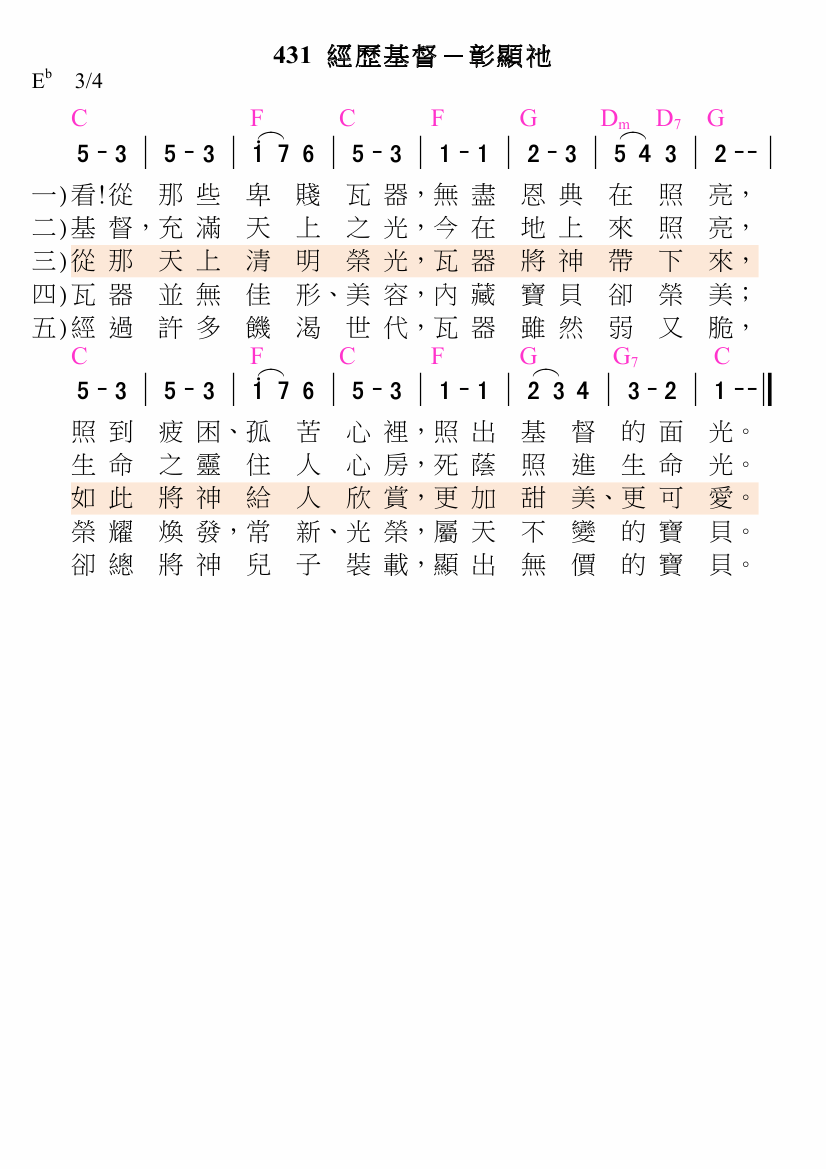 431 經歷基督－彰顯祂
E♭ 3/4
C F C F G Dm D7 G
5 - 3 | 5 - 3 | i 7 6 | 5 - 3 | 1 - 1 | 2 - 3 | 5 4 3 | 2 - - |
一)看!從那些卑賤瓦器，無盡恩典在照亮，
二)基督，充滿天上之光，今在地上來照亮，
三)從那天上清明榮光，瓦器將神帶下來，
四)瓦器並無佳形、美容，內藏寶貝卻榮美；
五)經過許多饑渴世代，瓦器雖然弱又脆，
C F C F G G7 C
5 - 3 | 5 - 3 | i 7 6 | 5 - 3 | 1 - 1 | 2 3 4 | 3 - 2 | 1 - - ‖
照到疲困、孤苦心裡，照出基督的面光。
生命之靈住人心房，死蔭照進生命光。
如此將神給人欣賞，更加甜美、更可愛。
榮耀煥發，常新、光榮，屬天不變的寶貝。
卻總將神兒子裝載，顯出無價的寶貝。